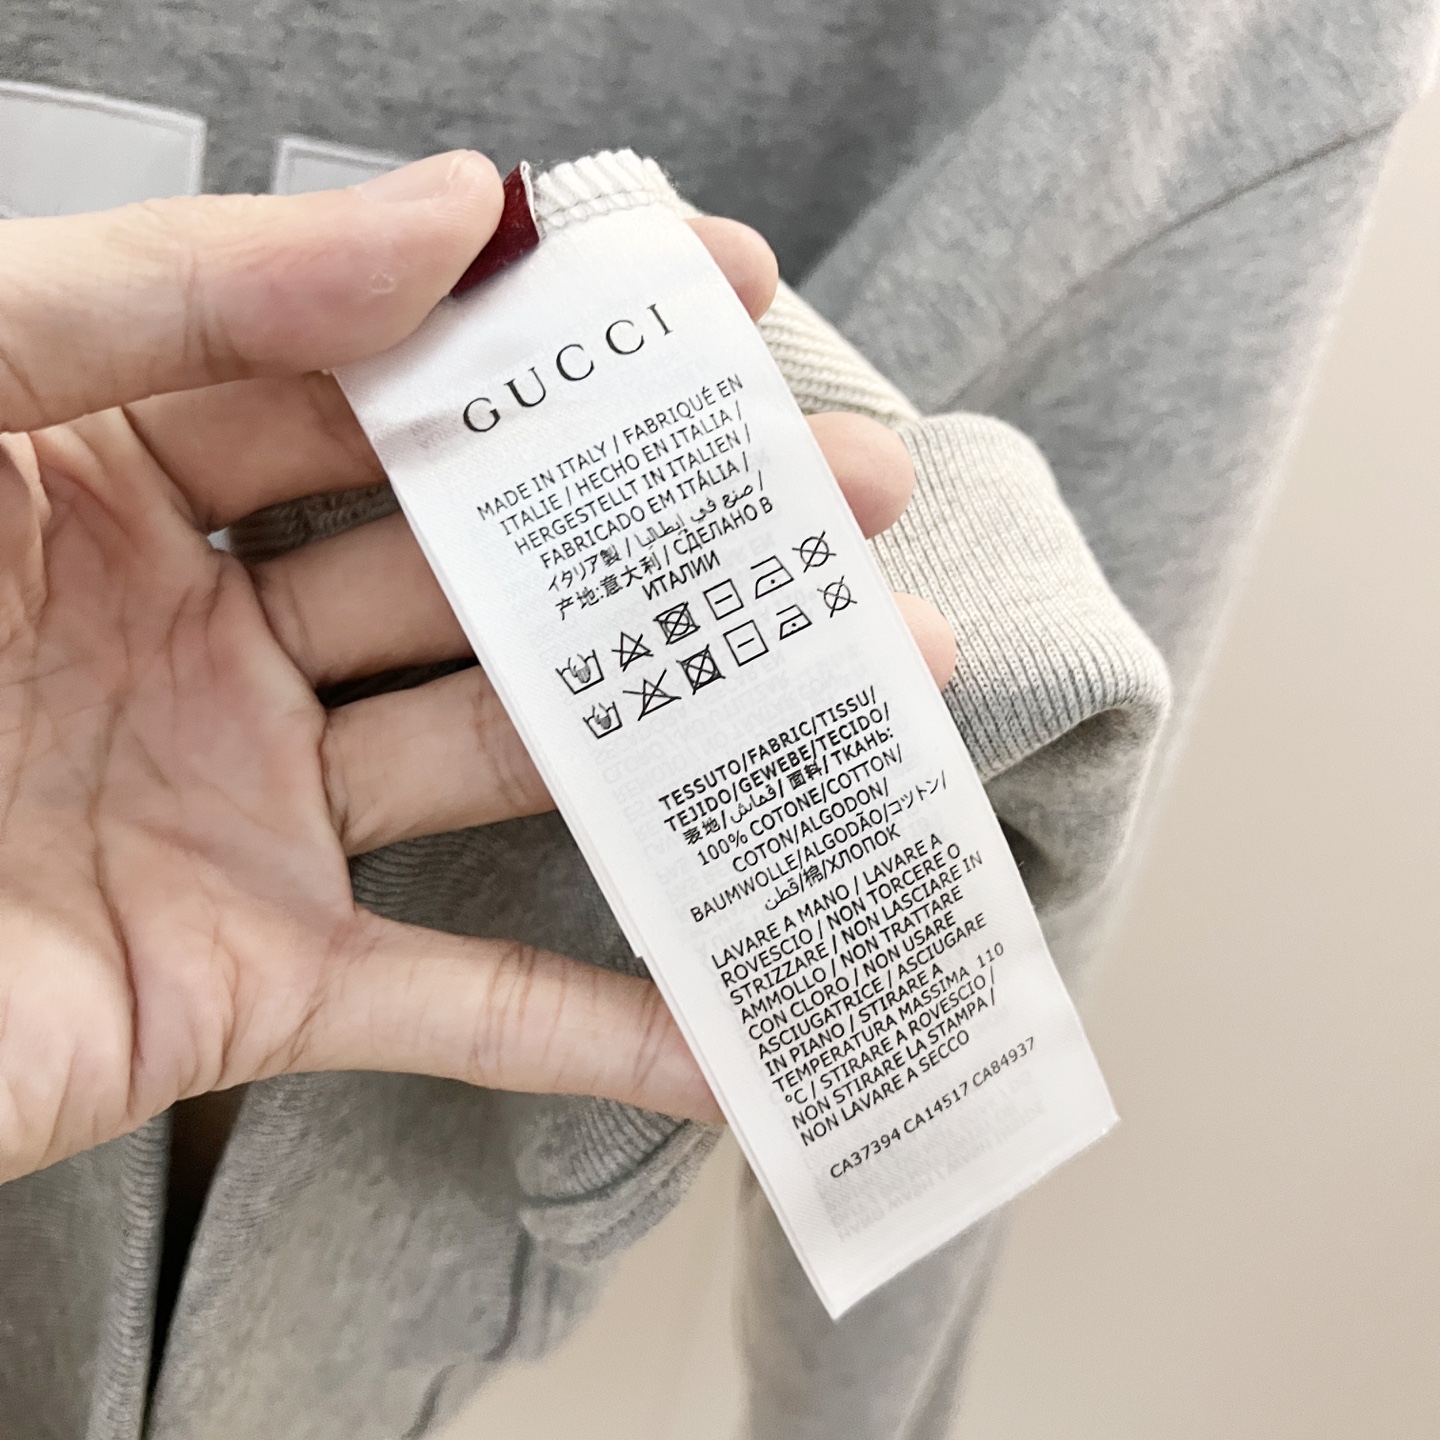 GUCCI
MADE IN ITALY / FABRIQUÉ EN
ITALIE / HECHO EN ITALIA /
HERGESTELLT IN ITALIEN /
FABRICADO EM ITÁLIA /
イタリア製 / صنع في إيطاليا /
产地:意大利 / СДЕЛАНО В
ИТАЛИИ
TESSUTO/FABRIC/TISSU/
TEJIDO/GEWEBE/TECIDO/
表地/قماش/ 面料/ ТКАНЬ:
100% COTONE/COTTON/
COTON/ALGODON/
BAUMWOLLE/ALGODÃO/コットン/
قطن/棉/ХЛОПОК
LAVARE A MANO / LAVARE A
ROVESCIO / NON TORCERE O
STRIZZARE / NON LASCIARE IN
AMMOLLO / NON TRATTARE
CON CLORO / NON USARE
ASCIUGATRICE / ASCIUGARE
IN PIANO / STIRARE A
TEMPERATURA MASSIMA 110
°C / STIRARE A ROVESCIO /
NON STIRARE LA STAMPA /
NON LAVARE A SECCO
CA37394 CA14517 CA84937